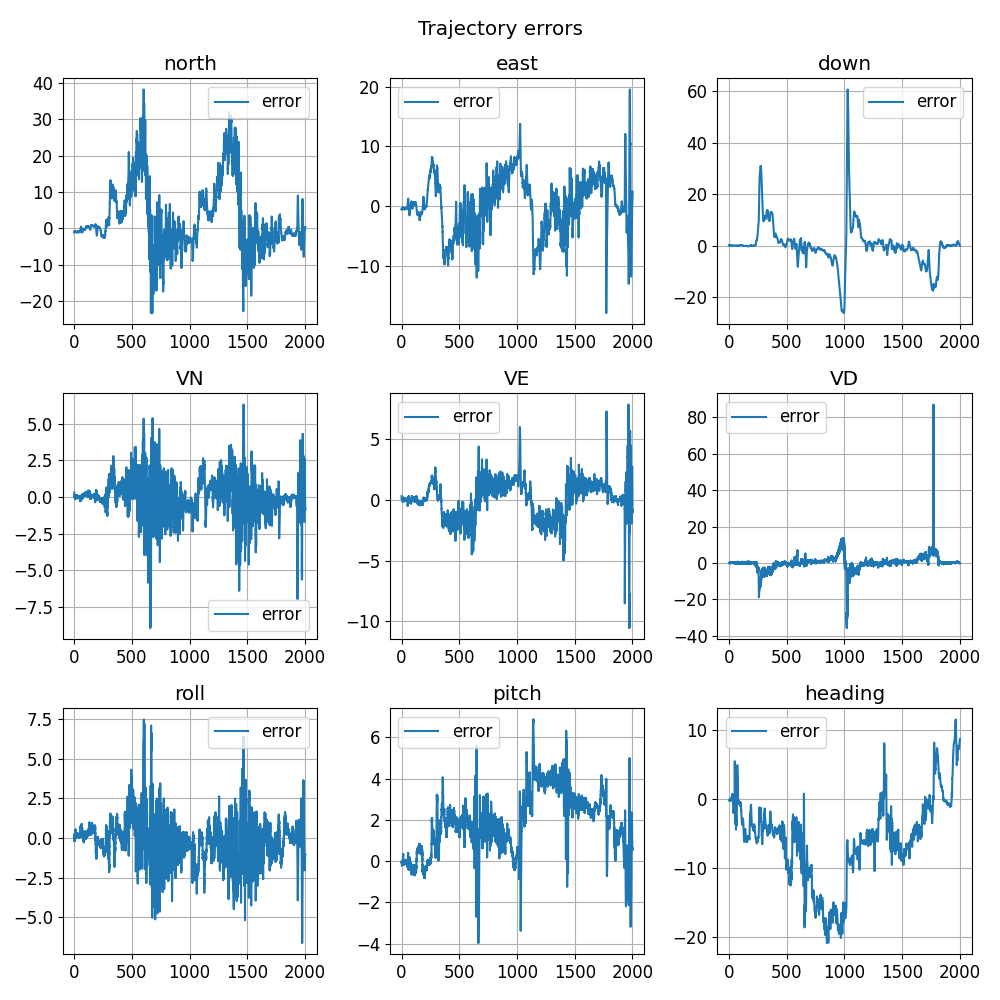 Trajectory errors
north east down
40 30 20 10 0 −10 −20
error
0 500 1000 1500 2000
20 10 0 −10
error
0 500 1000 1500 2000
60 40 20 0 −20
error
0 500 1000 1500 2000
VN VE VD
5.0 2.5 0.0 −2.5 −5.0 −7.5
error
0 500 1000 1500 2000
5 0 −5 −10
error
0 500 1000 1500 2000
80 60 40 20 0 −20 −40
error
0 500 1000 1500 2000
roll pitch heading
7.5 5.0 2.5 0.0 −2.5 −5.0
error
0 500 1000 1500 2000
6 4 2 0 −2 −4
error
0 500 1000 1500 2000
10 0 −10 −20
error
0 500 1000 1500 2000